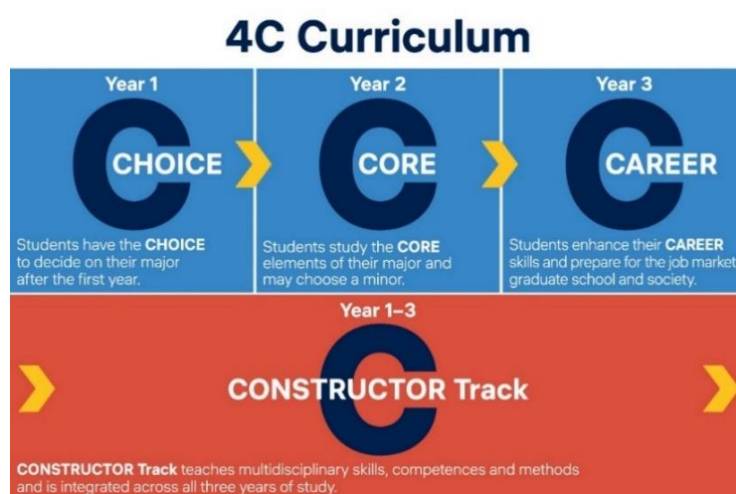 4C Curriculum
Year 1
C
CHOICE
Students have the CHOICE
to decide on their major
after the first year.
Year 2
C
CORE
Students study the CORE
elements of their major and
may choose a minor.
Year 3
C
CAREER
Students enhance their CAREER
skills and prepare for the job market
graduate school and society.
Year 1–3
C
CONSTRUCTOR Track
CONSTRUCTOR Track teaches multidisciplinary skills, competences and methods
and is integrated across all three years of study.